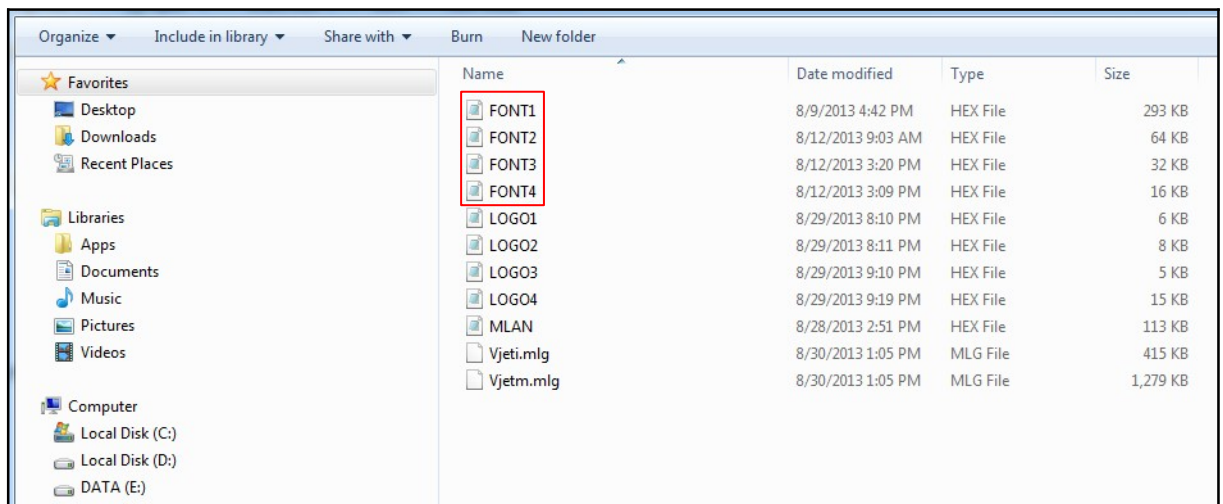 Organize Include in library Share with Burn New folder
Favorites
Desktop
Downloads
Recent Places
Libraries
Apps
Documents
Music
Pictures
Videos
Computer
Local Disk (C:)
Local Disk (D:)
DATA (E:)
Name Date modified Type Size
FONT1 8/9/2013 4:42 PM HEX File 293 KB
FONT2 8/12/2013 9:03 AM HEX File 64 KB
FONT3 8/12/2013 3:20 PM HEX File 32 KB
FONT4 8/12/2013 3:09 PM HEX File 16 KB
LOGO1 8/29/2013 8:10 PM HEX File 6 KB
LOGO2 8/29/2013 8:11 PM HEX File 8 KB
LOGO3 8/29/2013 9:10 PM HEX File 5 KB
LOGO4 8/29/2013 9:19 PM HEX File 15 KB
MLAN 8/28/2013 2:51 PM HEX File 113 KB
Vjeti.mlg 8/30/2013 1:05 PM MLG File 415 KB
Vjetm.mlg 8/30/2013 1:05 PM MLG File 1,279 KB